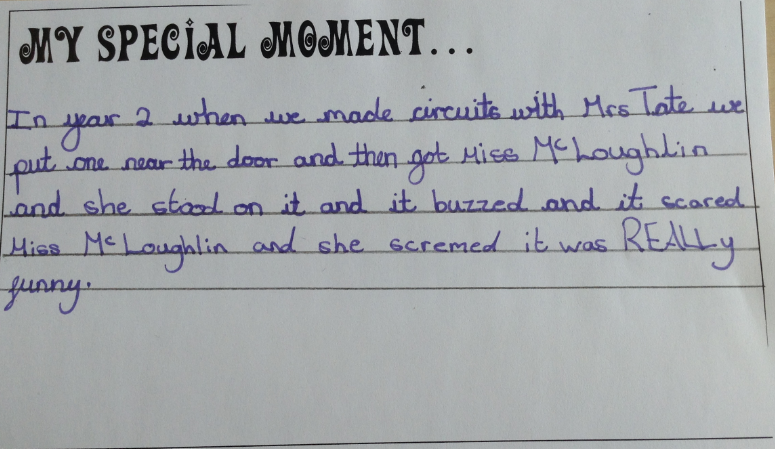 MY SPECIAL MOMENT...
In year 2 when we made circuits with Mrs Tate we
put one near the door and then got Miss McLoughlin
and she stood on it and it buzzed and it scared
Miss McLoughlin and she scremed it was REALLy
funny.